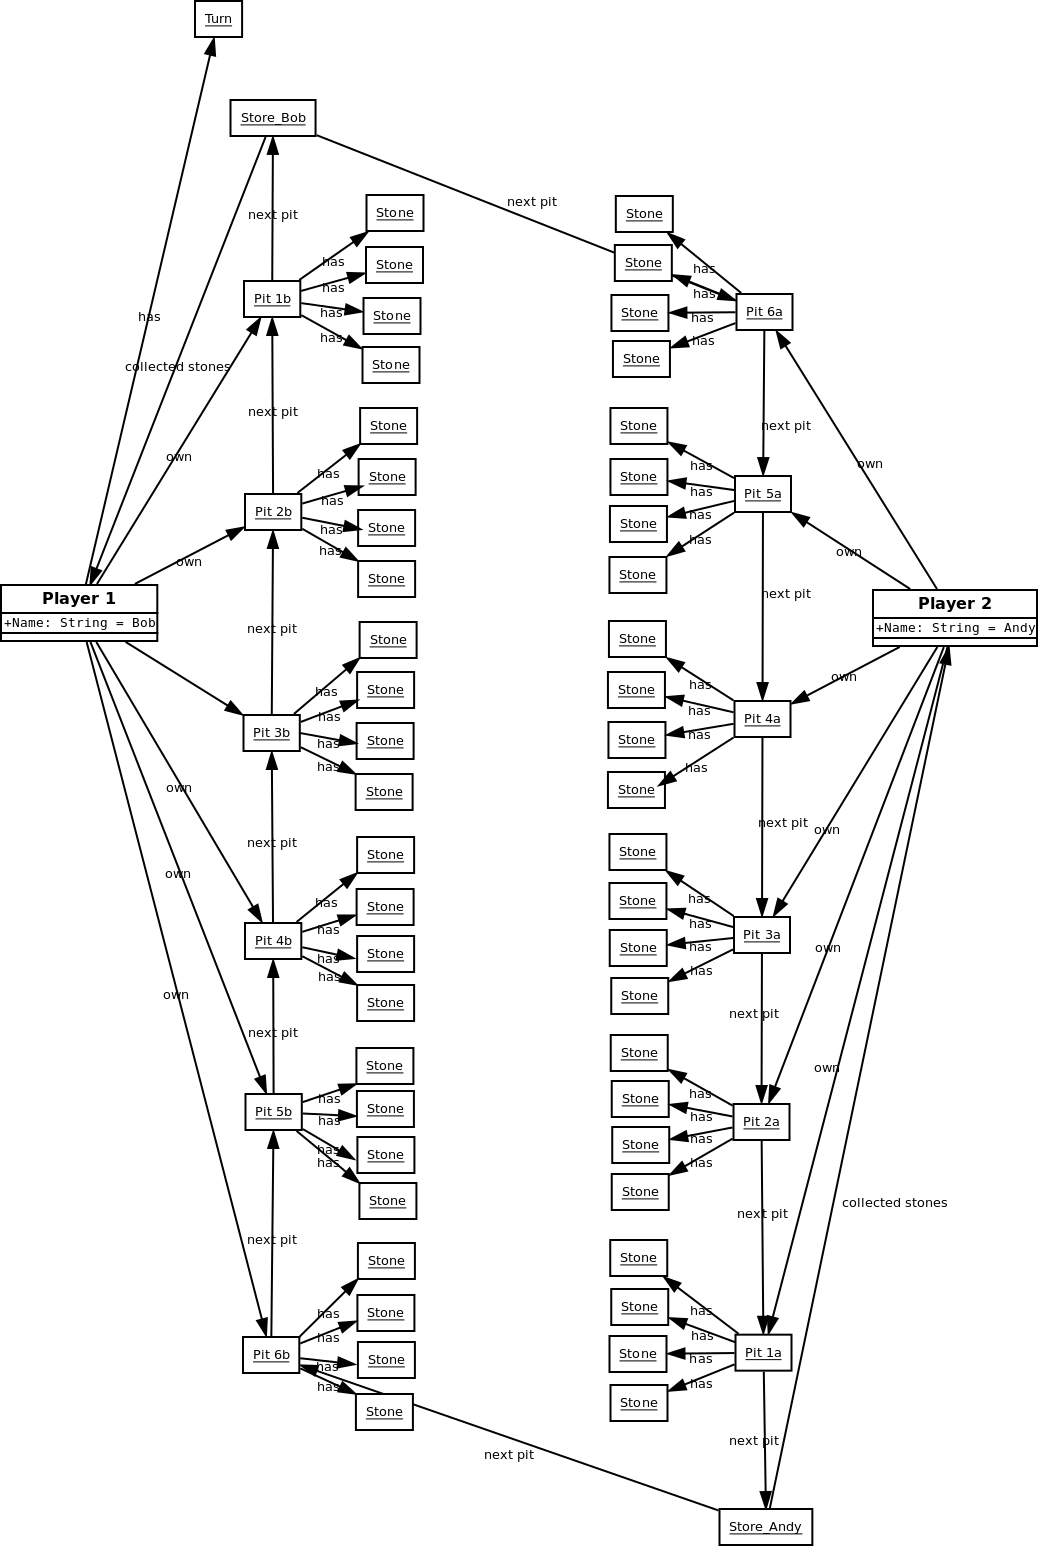 Turn
Store_Bob
next pit
next pit
has
collected stones
Stone
Stone
Stone
Stone
has
has
has
has
Pit 1b
own
next pit
Stone
Stone
Stone
Stone
has
has
has
has
Pit 6a
next pit
own
Stone
Stone
Stone
Stone
has
has
has
has
Pit 2b
own
next pit
Stone
Stone
Stone
Stone
has
has
has
has
Pit 5a
own
next pit
Player 1
+Name: String = Bob
Player 2
+Name: String = Andy
Stone
Stone
Stone
Stone
has
has
has
has
Pit 3b
next pit
Stone
Stone
Stone
Stone
has
has
has
has
Pit 4a
own
next pit
own
own
Stone
Stone
Stone
Stone
has
has
has
has
Pit 4b
own
next pit
Stone
Stone
Stone
Stone
has
has
has
has
Pit 3a
own
next pit
own
Stone
Stone
Stone
Stone
has
has
has
has
Pit 5b
own
next pit
Stone
Stone
Stone
Stone
has
has
has
has
Pit 2a
own
next pit
collected stones
Stone
Stone
Stone
Stone
has
has
has
has
Pit 6b
Stone
Stone
Stone
Stone
has
has
has
has
Pit 1a
next pit
next pit
Store_Andy